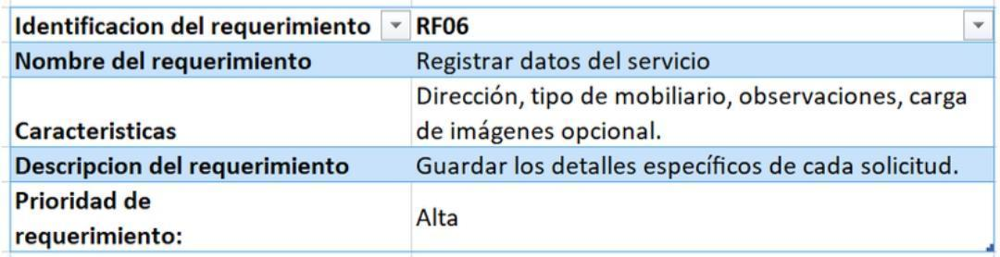 Identificacion del requerimiento RF06
Nombre del requerimiento Registrar datos del servicio
Caracteristicas Dirección, tipo de mobiliario, observaciones, carga
de imágenes opcional.
Descripcion del requerimiento Guardar los detalles específicos de cada solicitud.
Prioridad de
requerimiento: Alta